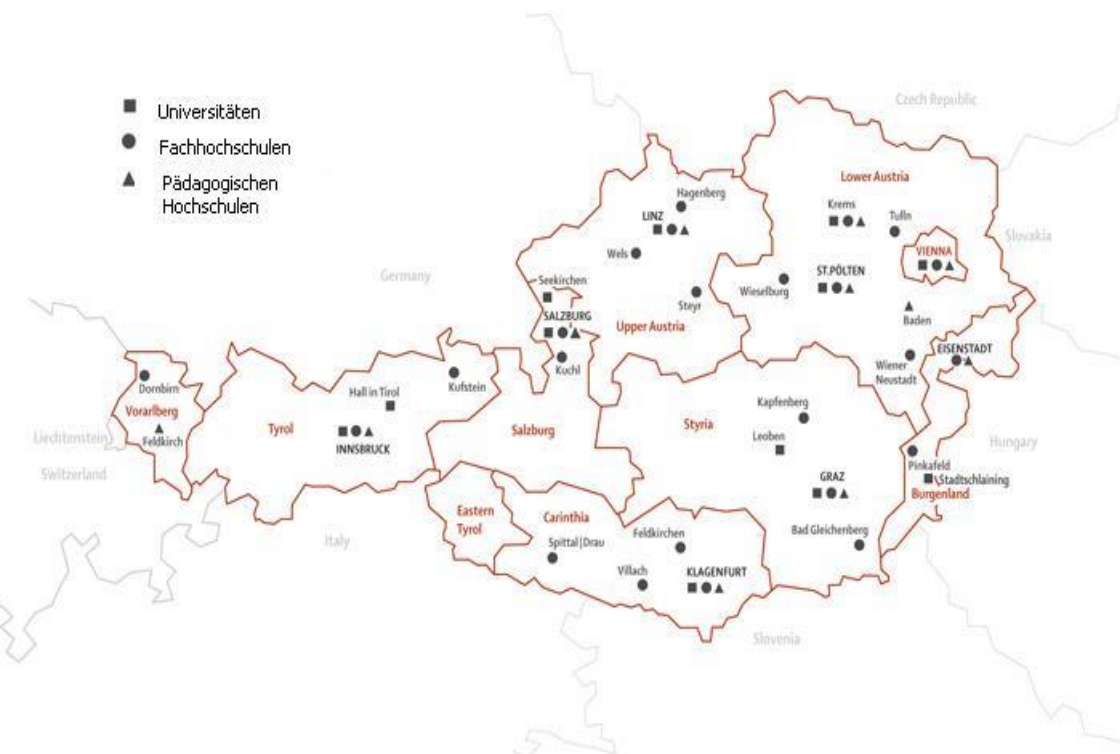 Universitäten
Fachhochschulen
Pädagogischen
Hochschulen
Czech Republic
Lower Austria
Hagenberg
Krems
LINZ
Tulln
Slovakia
VIENNA
Wels
Germany
ST.PÖLTEN
Seekirchen
Wieselburg
Steyr
SALZBURG
Baden
Upper Austria
EISENSTADT
Kuchl
Wiener
Neustadt
Dornbirn
Kufstein
Hall in Tirol
Vorarlberg
Kapfenberg
Tyrol
Salzburg
Styria
Liechtenstein
Feldkirch
Leoben
Hungary
INNSBRUCK
Pinkafeld
Switzerland
GRAZ
Stadtschlaining
Burgenland
Eastern
Tyrol
Carinthia
Bad Gleichenberg
Feldkirchen
Italy
Spittal|Drau
Villach
KLAGENFURT
Slovenia